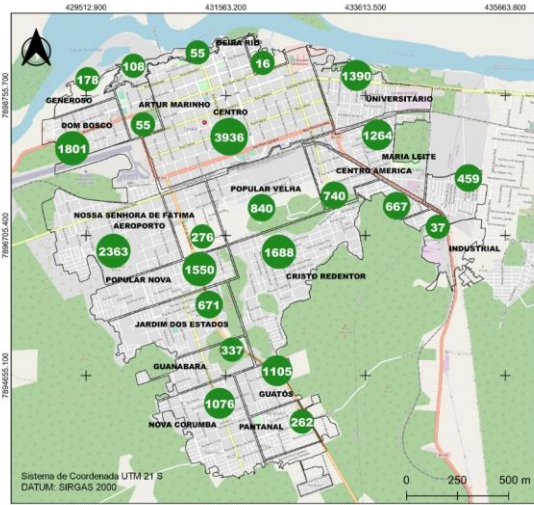 429512.900 431563.200 433613.500 435663.800
7898755.700
7896705.400
7894655.100
BEIRA RIO
55
16
108
178
1390
GENEROSO
ARTUR MARINHO
UNIVERSITÁRIO
DOM BOSCO
55
CENTRO
3936
1264
1801
MARIA LEITE
CENTRO AMERICA
459
POPULAR VELHA
740
667
NOSSA SENHORA DE FÁTIMA
840
AEROPORTO
276
37
2363
1688
INDUSTRIAL
1550
POPULAR NOVA
CRISTO REDENTOR
671
JARDIM DOS ESTADOS
337
GUANABARA
1105
GUATÓS
1076
NOVA CORUMBA
PANTANAL
262
Sistema de Coordenada UTM 21 S
DATUM: SIRGAS 2000
0 250 500 m